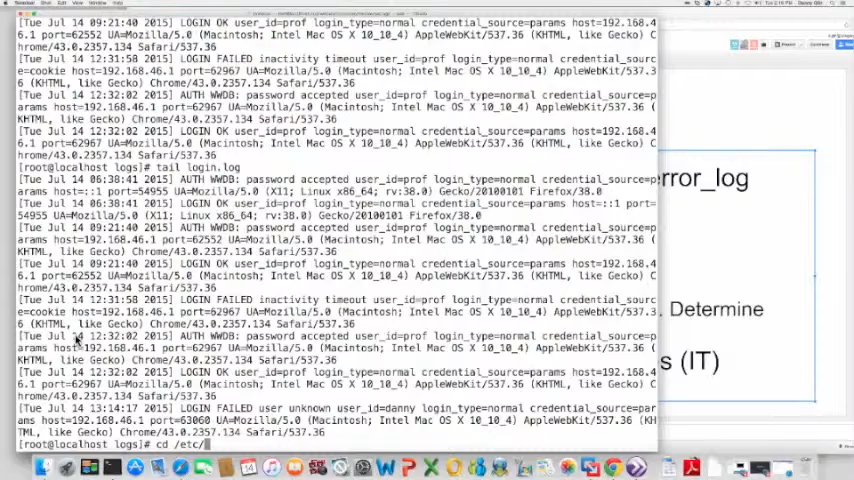 [Tue Jul 14 09:21:40 2015] LOGIN OK user_id=prof login_type=normal credential_source=params host=192.168.4
6.1 port=62552 UA=Mozilla/5.0 (Macintosh; Intel Mac OS X 10_10_4) AppleWebKit/537.36 (KHTML, like Gecko) C
hrome/43.0.2357.134 Safari/537.36
[Tue Jul 14 12:31:58 2015] LOGIN FAILED inactivity timeout user_id=prof login_type=normal credential_sourc
e=cookie host=192.168.46.1 port=62967 UA=Mozilla/5.0 (Macintosh; Intel Mac OS X 10_10_4) AppleWebKit/537.3
6 (KHTML, like Gecko) Chrome/43.0.2357.134 Safari/537.36
[Tue Jul 14 12:32:02 2015] AUTH WWDB: password accepted user_id=prof login_type=normal credential_source=p
arams host=192.168.46.1 port=62967 UA=Mozilla/5.0 (Macintosh; Intel Mac OS X 10_10_4) AppleWebKit/537.36 (
KHTML, like Gecko) Chrome/43.0.2357.134 Safari/537.36
[Tue Jul 14 12:32:02 2015] LOGIN OK user_id=prof login_type=normal credential_source=params host=192.168.4
6.1 port=62967 UA=Mozilla/5.0 (Macintosh; Intel Mac OS X 10_10_4) AppleWebKit/537.36 (KHTML, like Gecko) C
hrome/43.0.2357.134 Safari/537.36
[root@localhost logs]# tail login.log
[Tue Jul 14 06:38:41 2015] AUTH WWDB: password accepted user_id=prof login_type=normal credential_source=p
arams host=::1 port=54955 UA=Mozilla/5.0 (X11; Linux x86_64; rv:38.0) Gecko/20100101 Firefox/38.0
[Tue Jul 14 06:38:41 2015] LOGIN OK user_id=prof login_type=normal credential_source=params host=::1 port=
54955 UA=Mozilla/5.0 (X11; Linux x86_64; rv:38.0) Gecko/20100101 Firefox/38.0
[Tue Jul 14 09:21:40 2015] AUTH WWDB: password accepted user_id=prof login_type=normal credential_source=p
arams host=192.168.46.1 port=62552 UA=Mozilla/5.0 (Macintosh; Intel Mac OS X 10_10_4) AppleWebKit/537.36 (
KHTML, like Gecko) Chrome/43.0.2357.134 Safari/537.36
[Tue Jul 14 09:21:40 2015] LOGIN OK user_id=prof login_type=normal credential_source=params host=192.168.4
6.1 port=62552 UA=Mozilla/5.0 (Macintosh; Intel Mac OS X 10_10_4) AppleWebKit/537.36 (KHTML, like Gecko) C
hrome/43.0.2357.134 Safari/537.36
[Tue Jul 14 12:31:58 2015] LOGIN FAILED inactivity timeout user_id=prof login_type=normal credential_sourc
e=cookie host=192.168.46.1 port=62967 UA=Mozilla/5.0 (Macintosh; Intel Mac OS X 10_10_4) AppleWebKit/537.3
6 (KHTML, like Gecko) Chrome/43.0.2357.134 Safari/537.36
[Tue Jul 14 12:32:02 2015] AUTH WWDB: password accepted user_id=prof login_type=normal credential_source=p
arams host=192.168.46.1 port=62967 UA=Mozilla/5.0 (Macintosh; Intel Mac OS X 10_10_4) AppleWebKit/537.36 (
KHTML, like Gecko) Chrome/43.0.2357.134 Safari/537.36
[Tue Jul 14 12:32:02 2015] LOGIN OK user_id=prof login_type=normal credential_source=params host=192.168.4
6.1 port=62967 UA=Mozilla/5.0 (Macintosh; Intel Mac OS X 10_10_4) AppleWebKit/537.36 (KHTML, like Gecko) C
hrome/43.0.2357.134 Safari/537.36
[Tue Jul 14 13:14:17 2015] LOGIN FAILED user unknown user_id=danny login_type=normal credential_source=par
ams host=192.168.46.1 port=63060 UA=Mozilla/5.0 (Macintosh; Intel Mac OS X 10_10_4) AppleWebKit/537.36 (KH
TML, like Gecko) Chrome/43.0.2357.134 Safari/537.36
[root@localhost logs]# cd /etc/
rror_log
. Determine
s (IT)